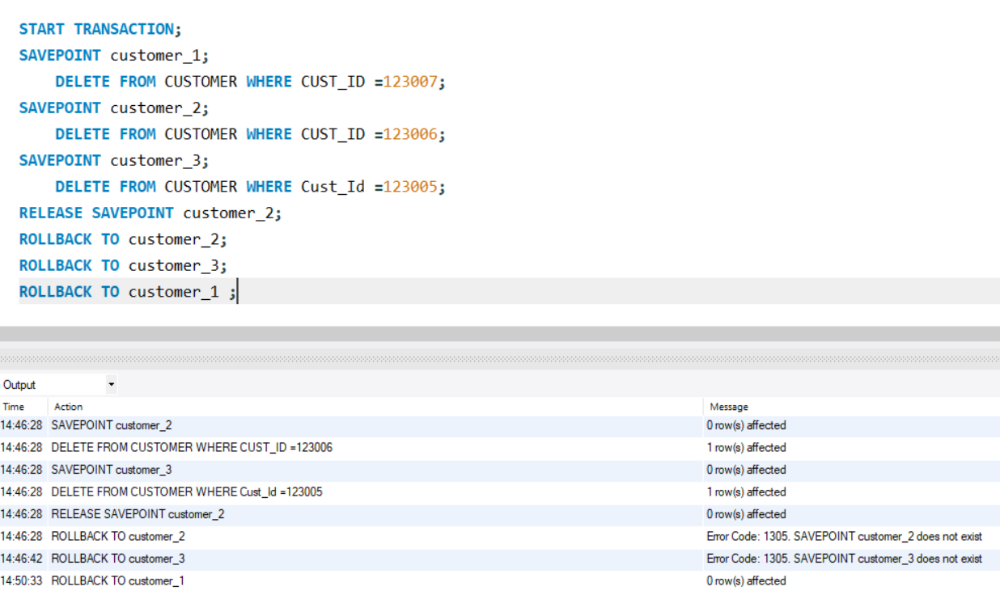 START TRANSACTION;
SAVEPOINT customer_1;
DELETE FROM CUSTOMER WHERE CUST_ID =123007;
SAVEPOINT customer_2;
DELETE FROM CUSTOMER WHERE CUST_ID =123006;
SAVEPOINT customer_3;
DELETE FROM CUSTOMER WHERE Cust_Id =123005;
RELEASE SAVEPOINT customer_2;
ROLLBACK TO customer_2;
ROLLBACK TO customer_3;
ROLLBACK TO customer_1 ;
Output
Time Action Message
14:46:28 SAVEPOINT customer_2 0 row(s) affected
14:46:28 DELETE FROM CUSTOMER WHERE CUST_ID =123006 1 row(s) affected
14:46:28 SAVEPOINT customer_3 0 row(s) affected
14:46:28 DELETE FROM CUSTOMER WHERE Cust_Id =123005 1 row(s) affected
14:46:28 RELEASE SAVEPOINT customer_2 0 row(s) affected
14:46:28 ROLLBACK TO customer_2 Error Code: 1305. SAVEPOINT customer_2 does not exist
14:46:42 ROLLBACK TO customer_3 Error Code: 1305. SAVEPOINT customer_3 does not exist
14:50:33 ROLLBACK TO customer_1 0 row(s) affected